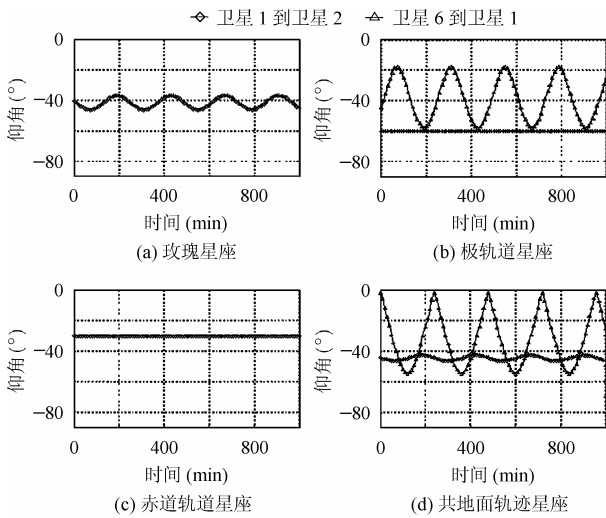 卫星 1 到卫星 2 卫星 6 到卫星 1
0
−40
−80
仰角 (°)
0 400 800
时间 (min)
(a) 玫瑰星座
0
−40
−80
仰角 (°)
0 400 800
时间 (min)
(b) 极轨道星座
0
−40
−80
仰角 (°)
0 400 800
时间 (min)
(c) 赤道轨道星座
0
−40
−80
仰角 (°)
0 400 800
时间 (min)
(d) 共地面轨迹星座